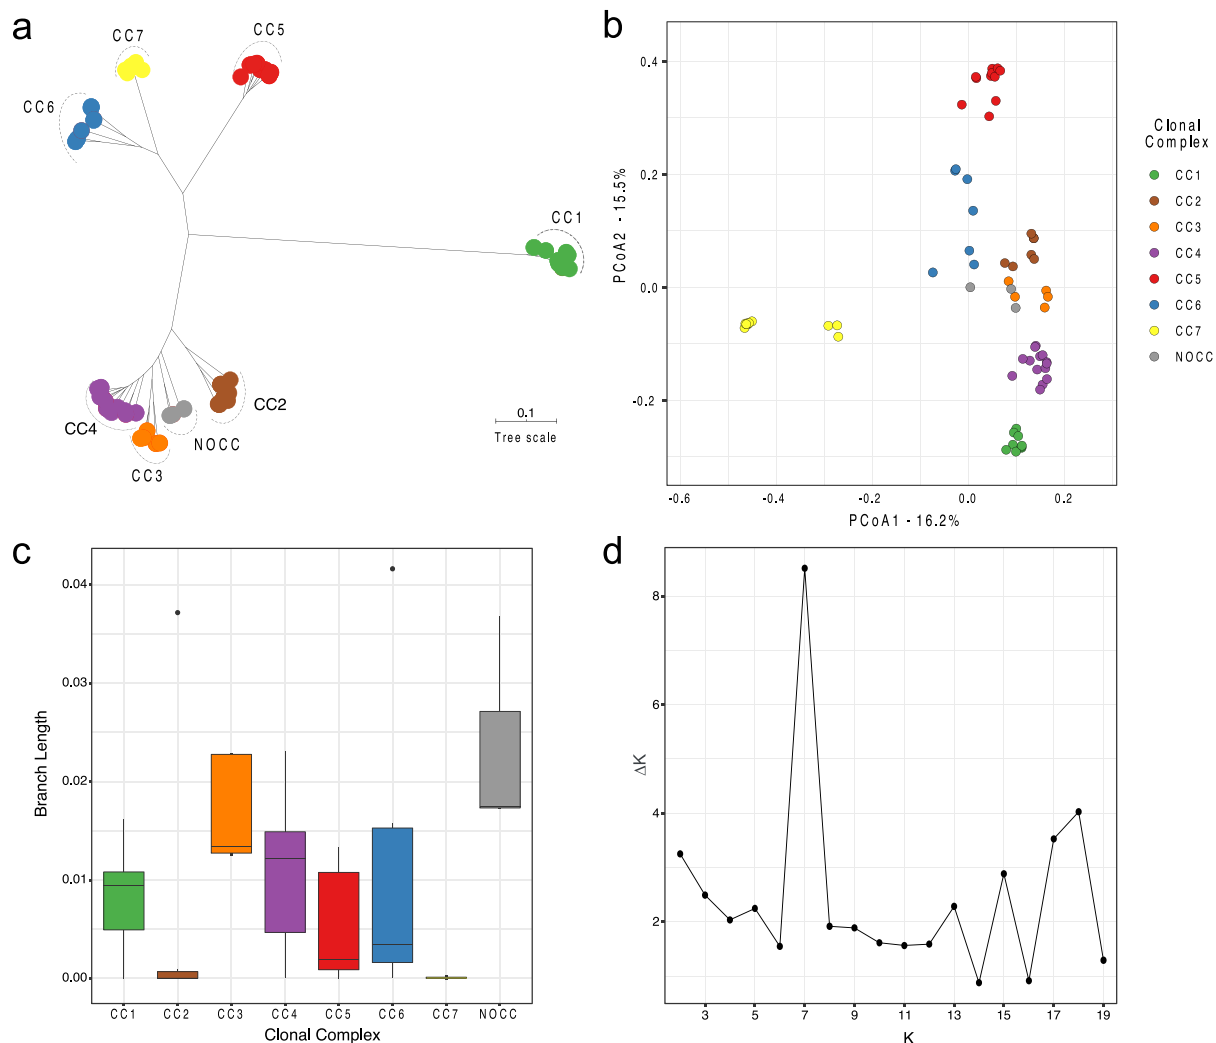 a
CC7
CC5
CC6
CC1
CC4
CC3
NOCC
CC2
0.1
Tree scale
b
0.4
0.2
0.0
-0.2
PCoA2 - 15.5%
-0.6
-0.4
-0.2
0.0
0.2
PCoA1 - 16.2%
Clonal
Complex
CC1
CC2
CC3
CC4
CC5
CC6
CC7
NOCC
c
0.04
0.03
0.02
0.01
0.00
Branch Length
CC1
CC2
CC3
CC4
CC5
CC6
CC7
NOCC
Clonal Complex
d
8
6
4
2
ΔK
3
5
7
9
11
13
15
17
19
K